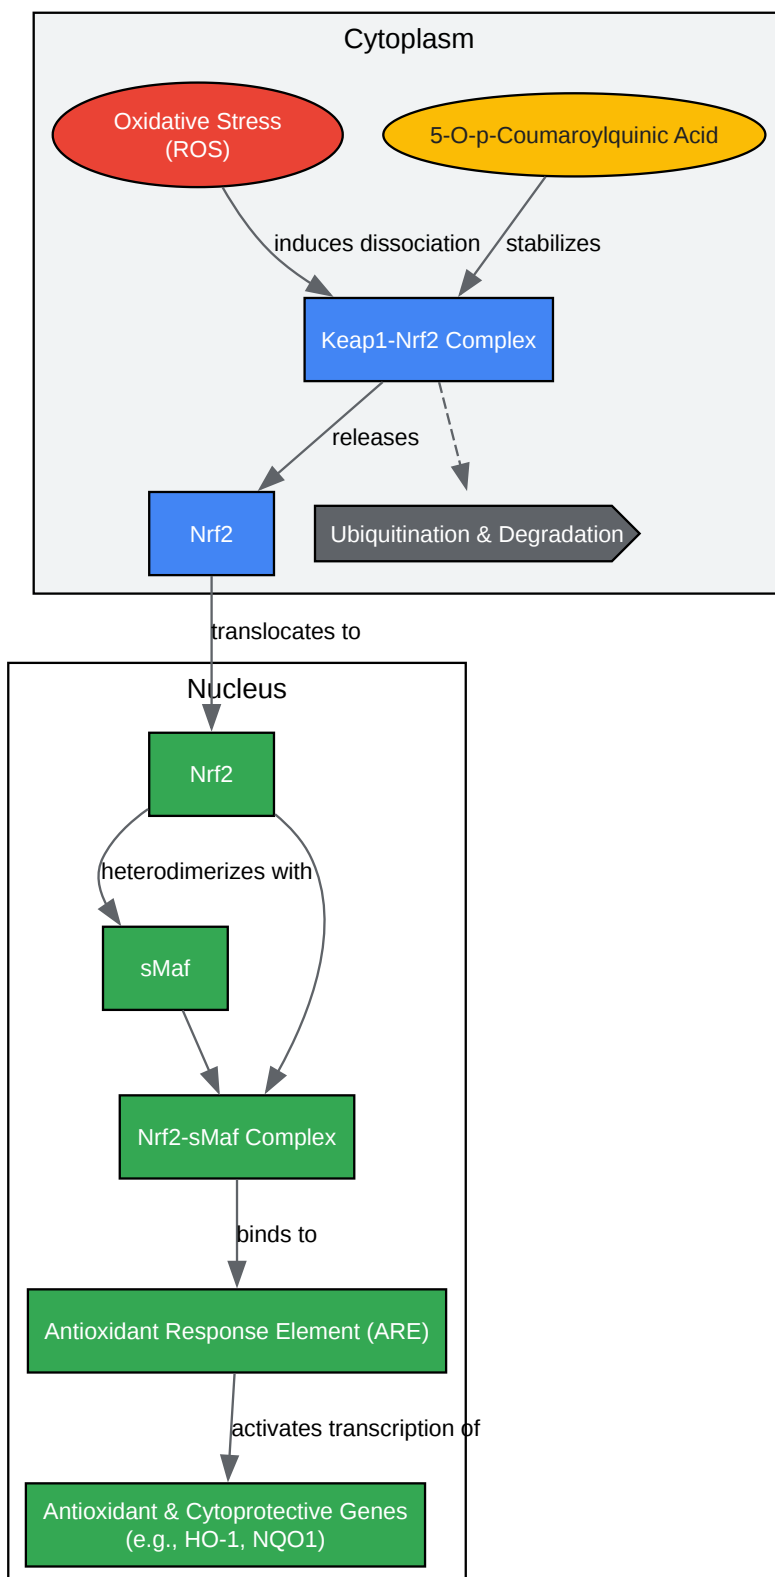 Cytoplasm
Oxidative Stress
(ROS)
5-O-p-Coumaroylquinic Acid
induces dissociation
stabilizes
Keap1-Nrf2 Complex
releases
Nrf2
Ubiquitination & Degradation
translocates to
Nucleus
Nrf2
heterodimerizes with
sMaf
Nrf2-sMaf Complex
binds to
Antioxidant Response Element (ARE)
activates transcription of
Antioxidant & Cytoprotective Genes
(e.g., HO-1, NQO1)